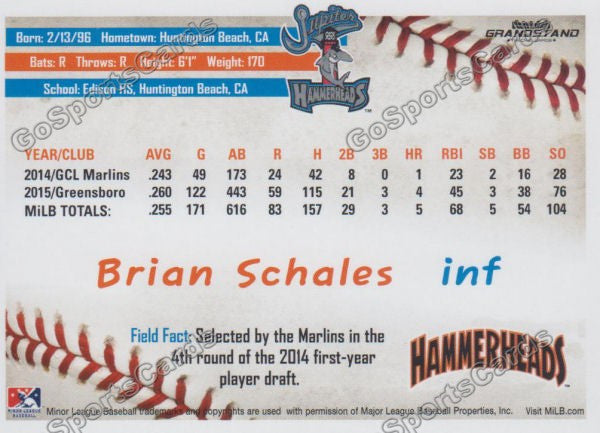 Born: 2/13/96 Hometown: Huntington Beach, CA
Bats: R Throws: R Height: 6'1" Weight: 170
School: Edison HS, Huntington Beach, CA
Jupiter
HAMMERHEADS
TM
GRANDSTAND
YEAR/CLUB AVG G AB R H 2B 3B HR RBI SB BB SO
2014/GCL Marlins .243 49 173 24 42 8 0 1 23 2 16 28
2015/Greensboro .260 122 443 59 115 21 3 4 45 3 38 76
MiLB TOTALS: .255 171 616 83 157 29 3 5 68 5 54 104
Brian Schales inf
Field Fact: Selected by the Marlins in the
4th round of the 2014 first-year
player draft.
HAMMERHEADS
TM
MINOR LEAGUE
BASEBALL
Minor League Baseball trademarks and copyrights are used with permission of Major League Baseball Properties, Inc. Visit MiLB.com
GoSportsCards
GoSportsCards
GoSportsCards
GoSportsCards